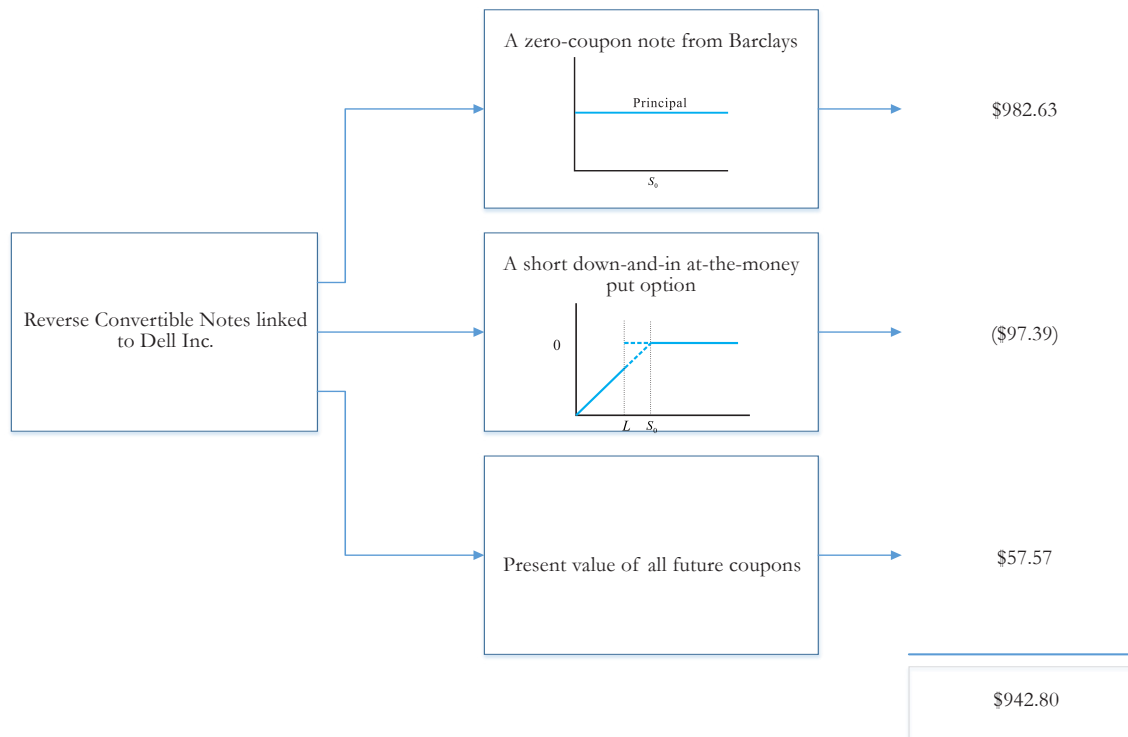 A zero-coupon note from Barclays
Principal
S₀
$982.63
Reverse Convertible Notes linked
to Dell Inc.
A short down-and-in at-the-money
put option
0
L S₀
($97.39)
Present value of all future coupons
$57.57
$942.80